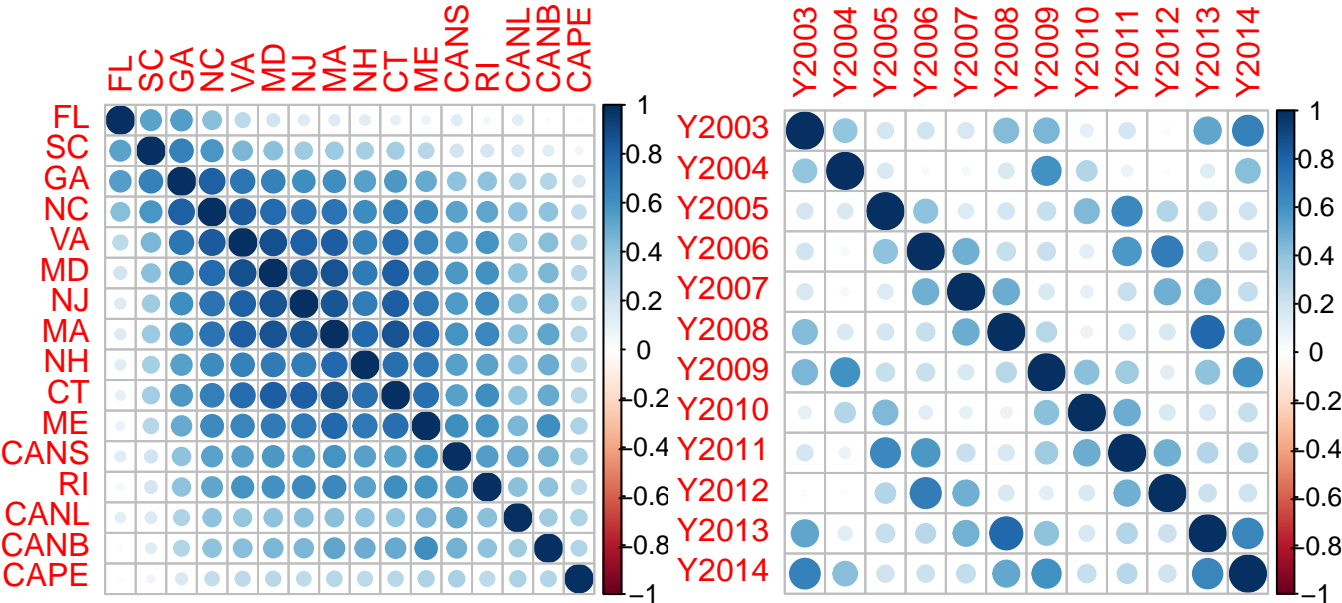 FL SC GA NC VA MD NJ MA NH CT ME CANS RI CANL CANB CAPE
FL
SC
GA
NC
VA
MD
NJ
MA
NH
CT
ME
CANS
RI
CANL
CANB
CAPE
1
0.8
0.6
0.4
0.2
0
-0.2
-0.4
-0.6
-0.8
−1
Y2003 Y2004 Y2005 Y2006 Y2007 Y2008 Y2009 Y2010 Y2011 Y2012 Y2013 Y2014
Y2003
Y2004
Y2005
Y2006
Y2007
Y2008
Y2009
Y2010
Y2011
Y2012
Y2013
Y2014
1
0.8
0.6
0.4
0.2
0
-0.2
-0.4
-0.6
-0.8
−1